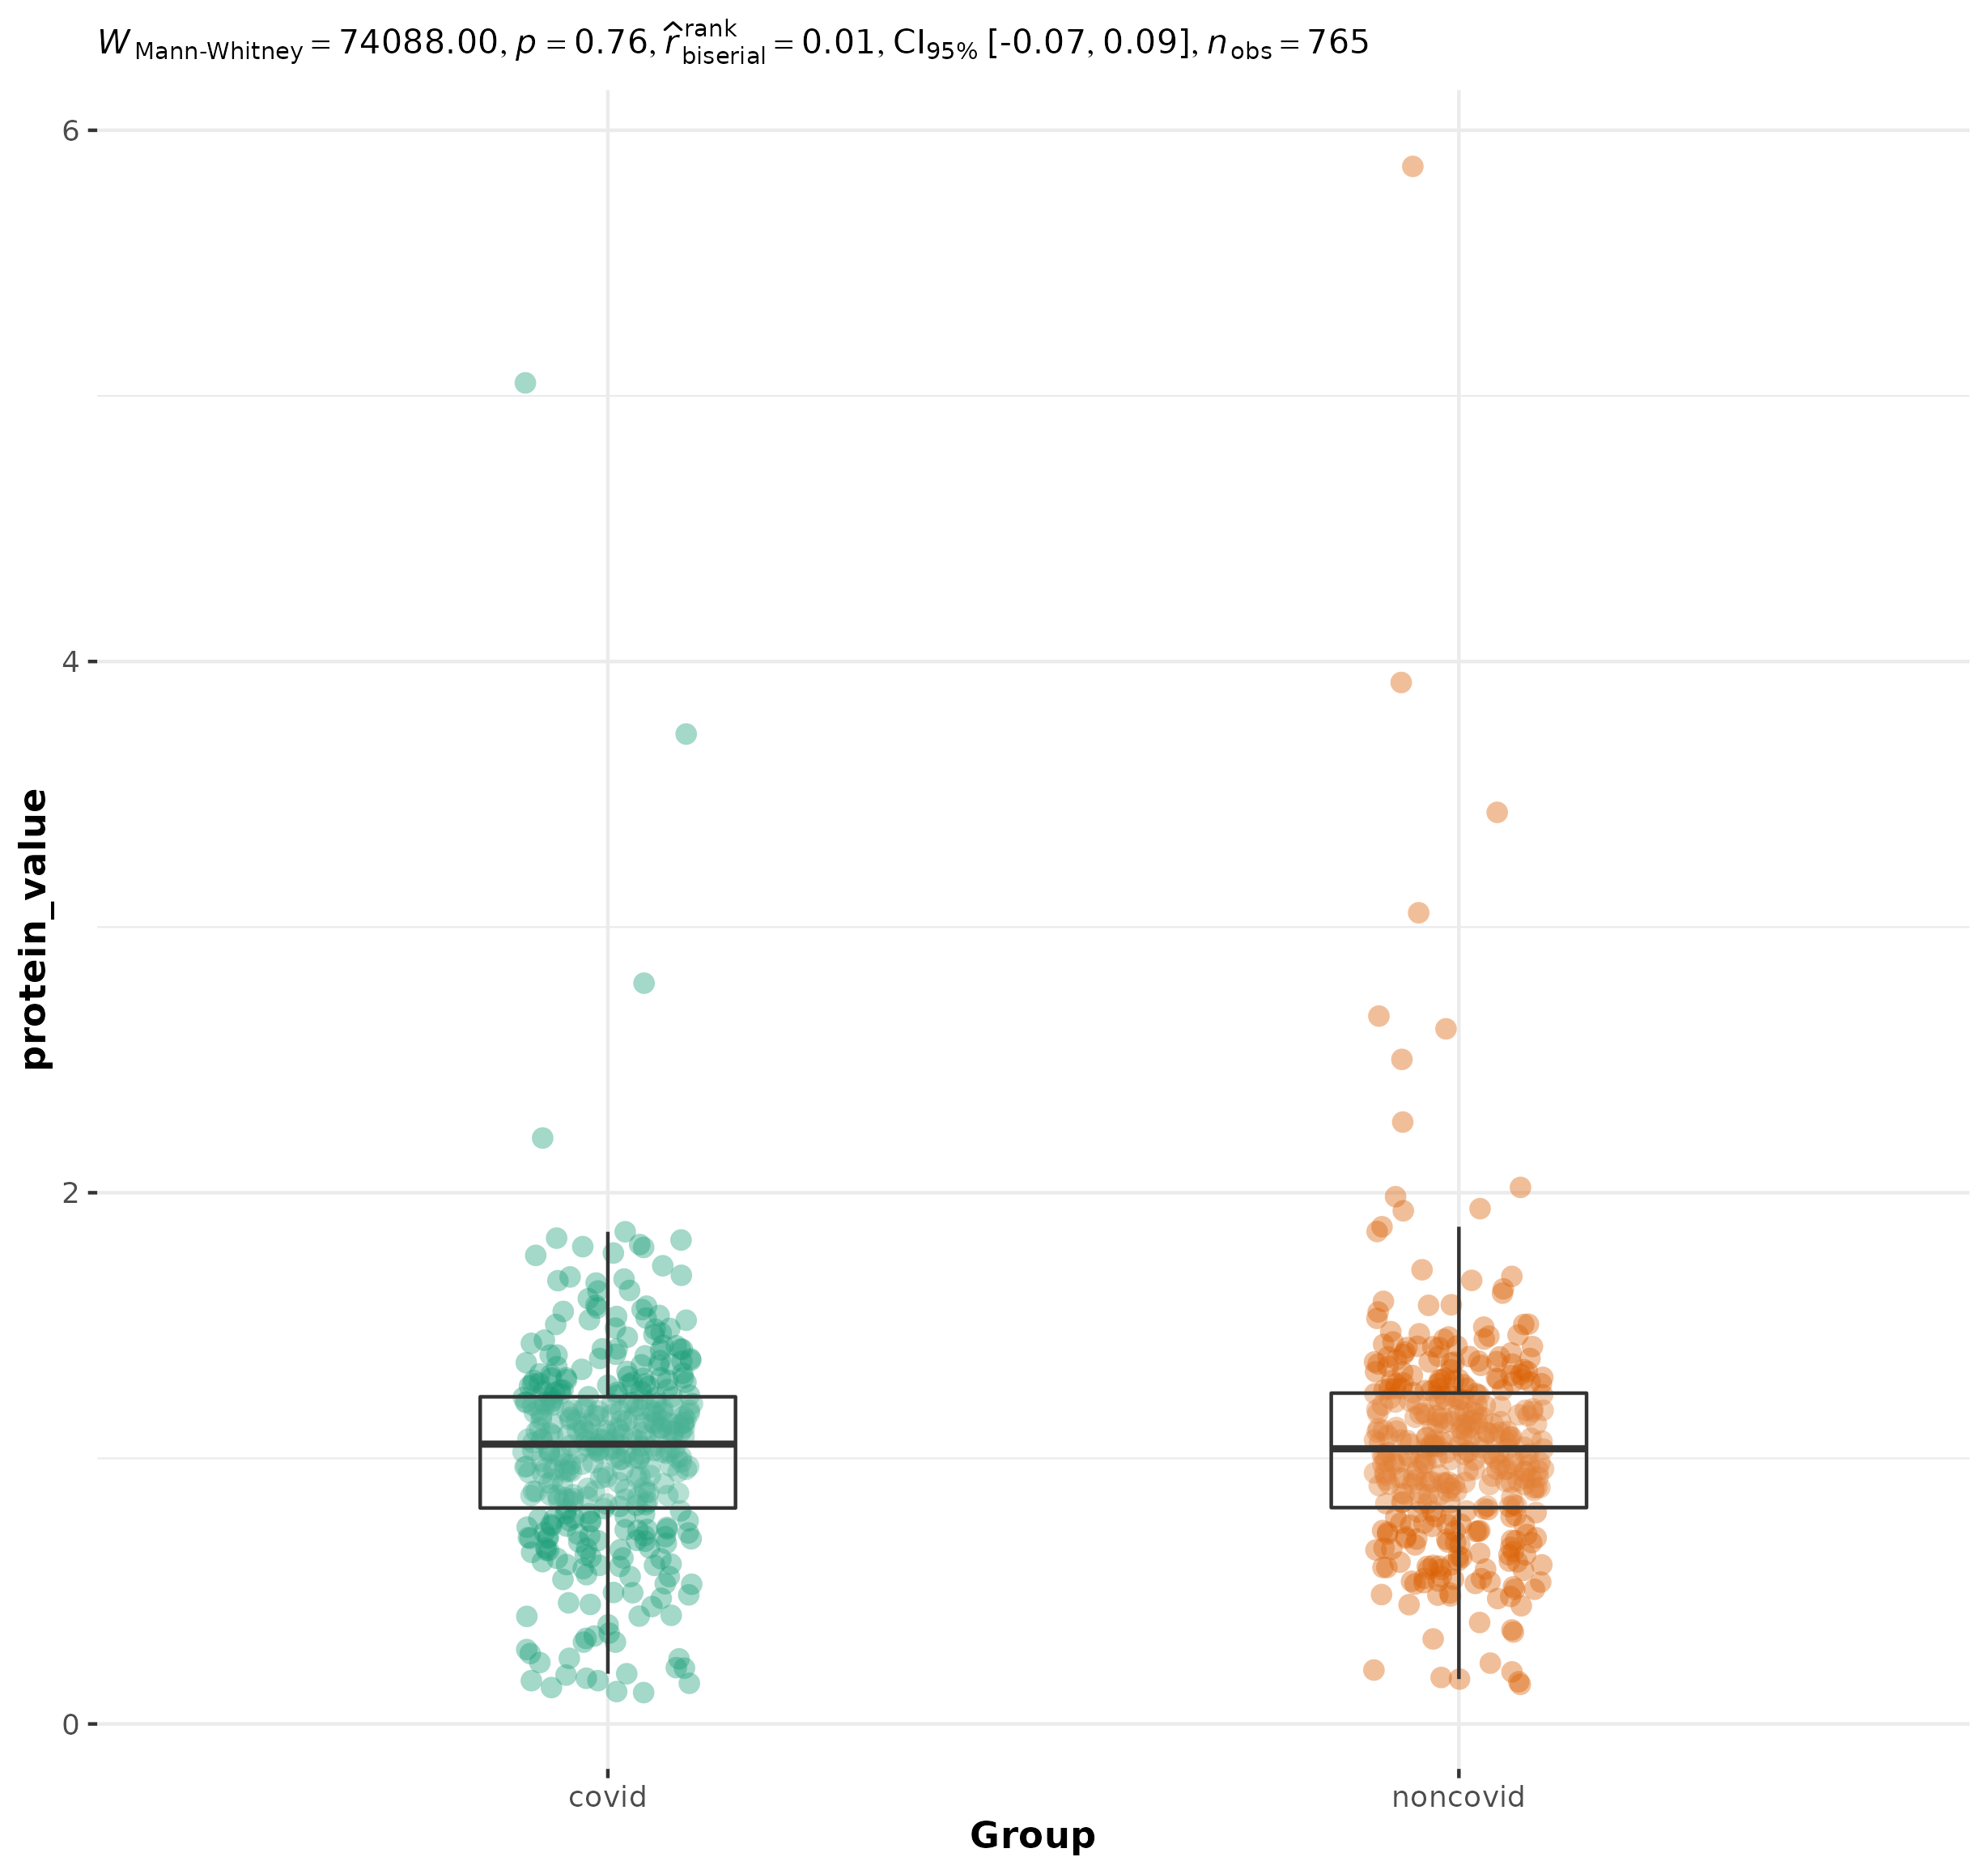 W Mann-Whitney = 74088.00, p = 0.76, r̂ rank biserial = 0.01, CI95% [-0.07, 0.09], n obs = 765
6
4
2
0
protein_value
covid noncovid
Group